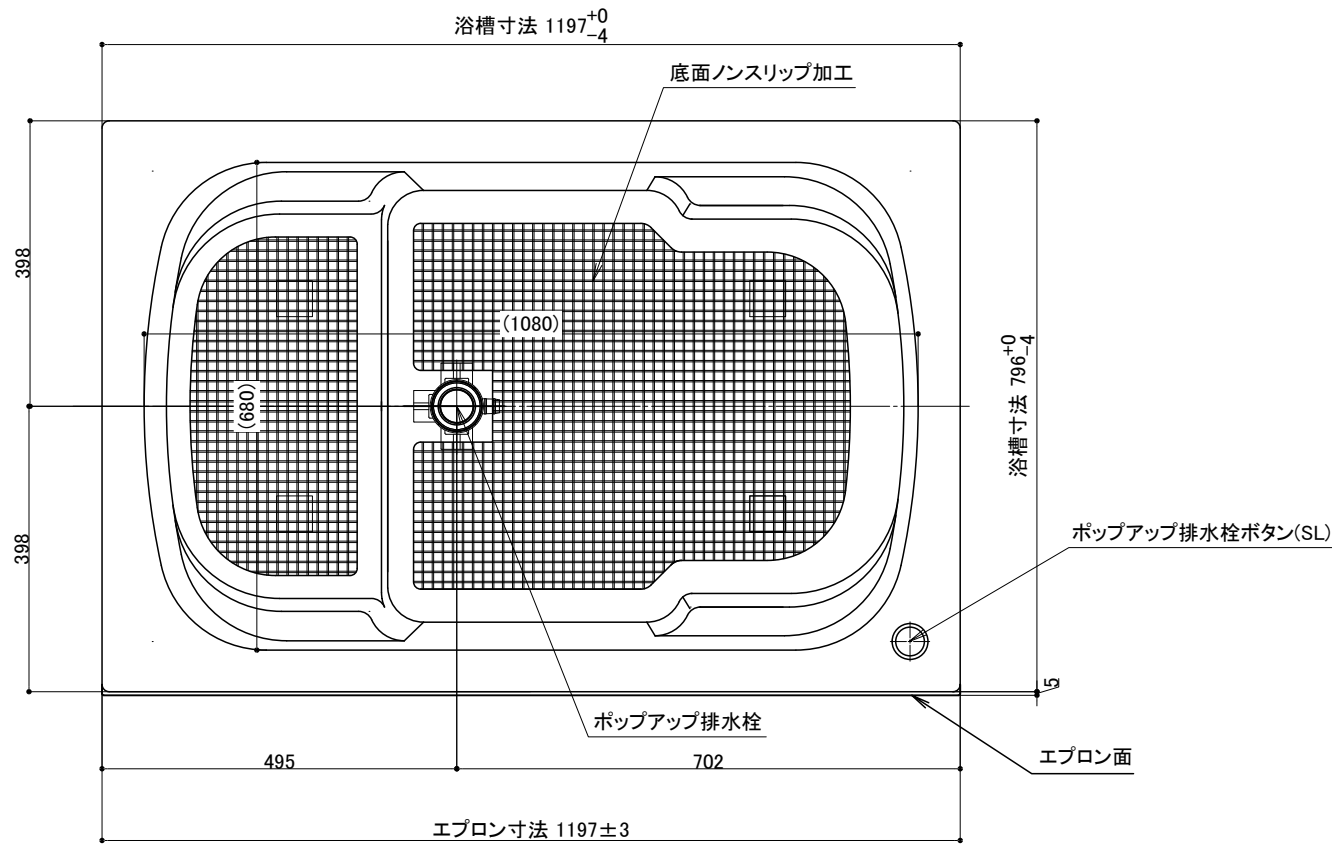 浴槽寸法 1197+0
−4
底面ノンスリップ加工
398
(1080)
(680)
浴槽寸法 796+0
−4
398
ポップアップ排水栓ボタン(SL)
5
ポップアップ排水栓
エプロン面
495
702
エプロン寸法 1197±3